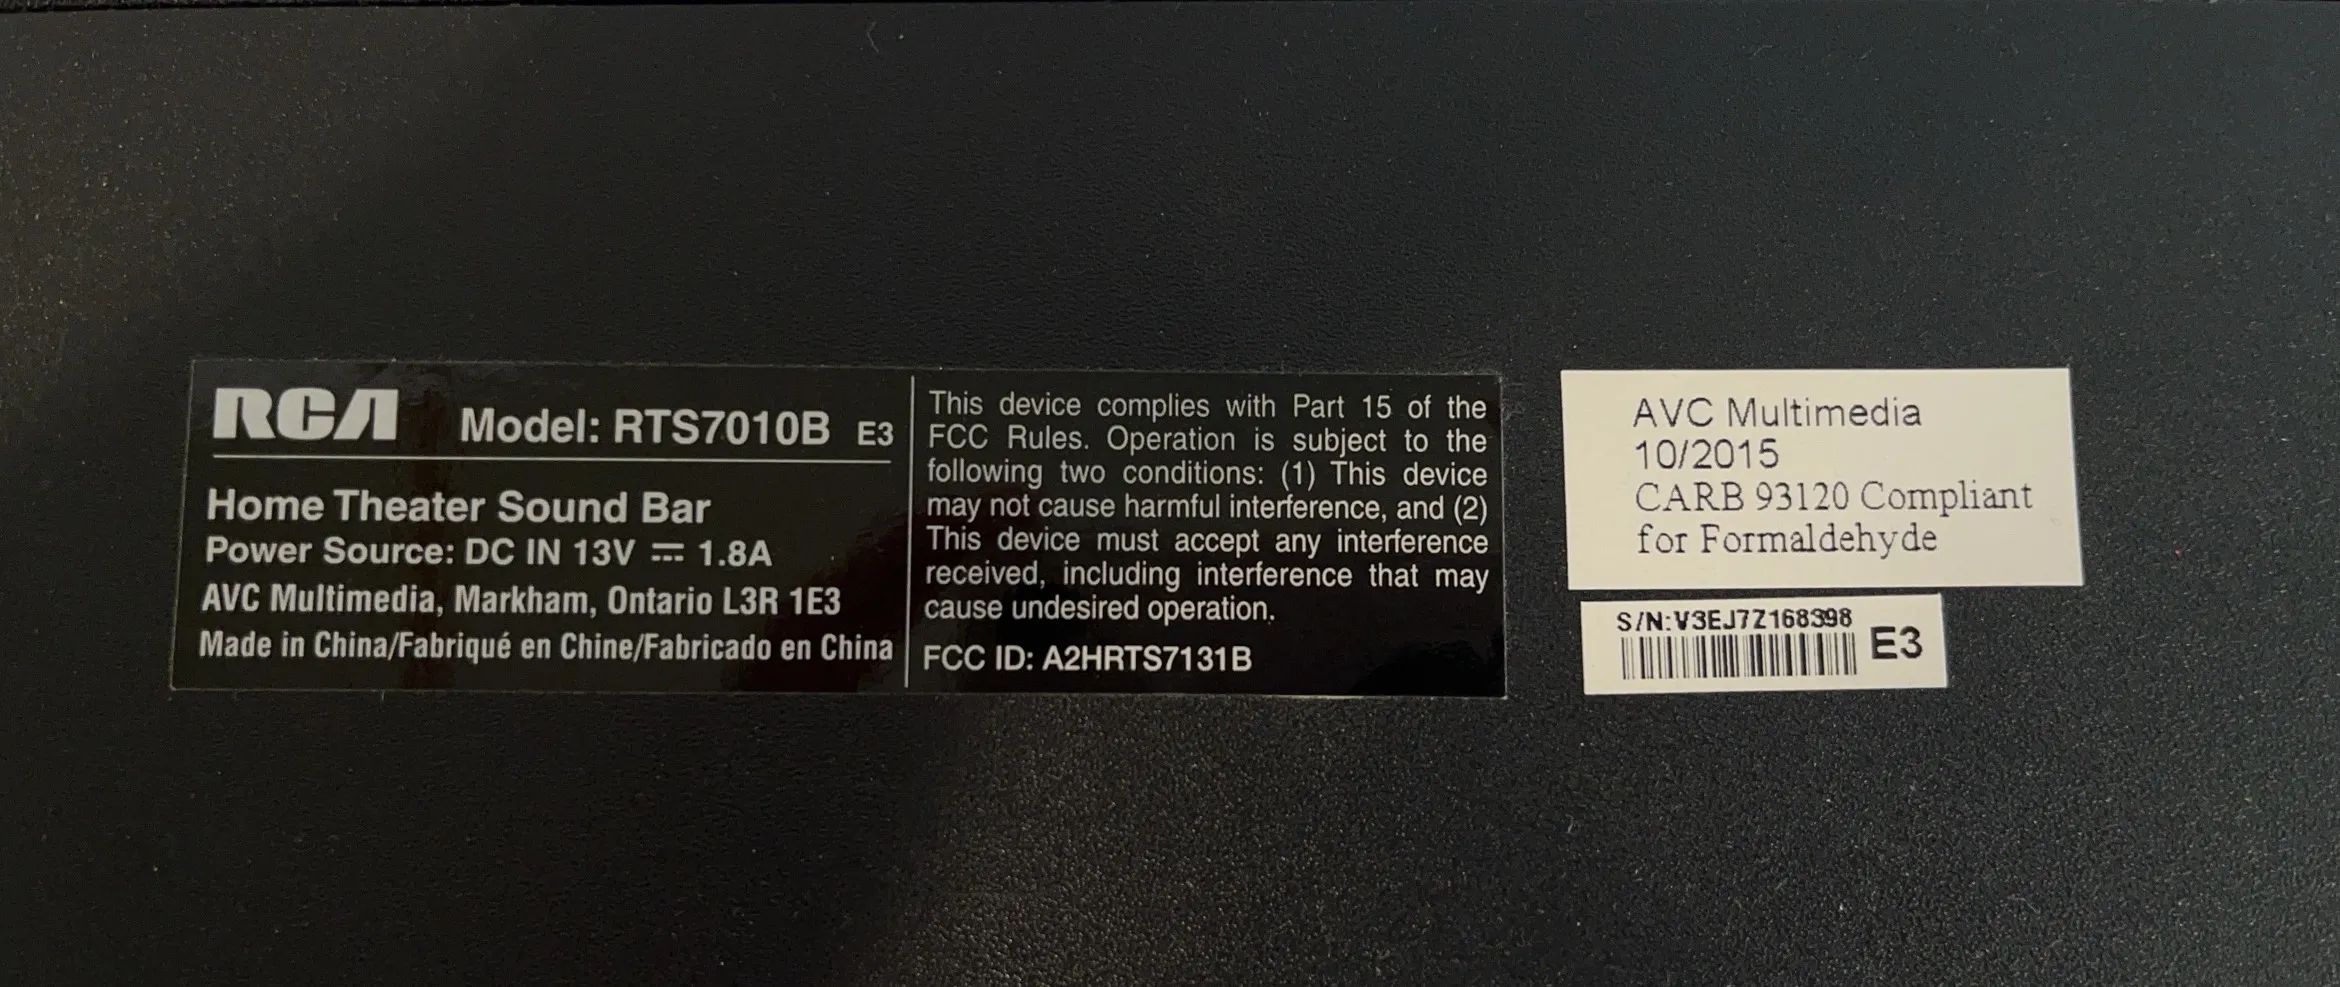 RCA Model: RTS7010B E3
Home Theater Sound Bar
Power Source: DC IN 13V ⎓ 1.8A
AVC Multimedia, Markham, Ontario L3R 1E3
Made in China/Fabriqué en Chine/Fabricado en China
This device complies with Part 15 of the
FCC Rules. Operation is subject to the
following two conditions: (1) This device
may not cause harmful interference, and (2)
This device must accept any interference
received, including interference that may
cause undesired operation.
FCC ID: A2HRTS7131B
AVC Multimedia
10/2015
CARB 93120 Compliant
for Formaldehyde
S/N:V3EJ7Z168398
E3